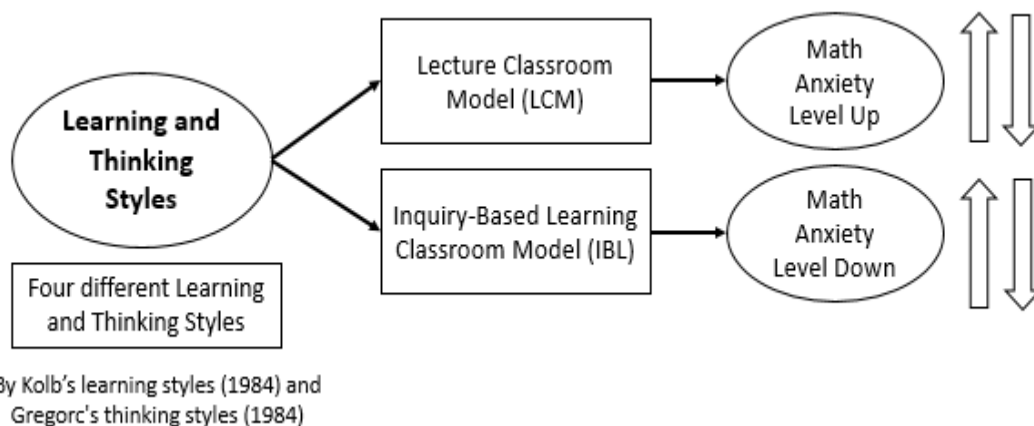 Learning and
Thinking
Styles
Four different Learning
and Thinking Styles
By Kolb's learning styles (1984) and
Gregorc's thinking styles (1984)
Lecture Classroom
Model (LCM)
Inquiry-Based Learning
Classroom Model (IBL)
Math
Anxiety
Level Up
Math
Anxiety
Level Down